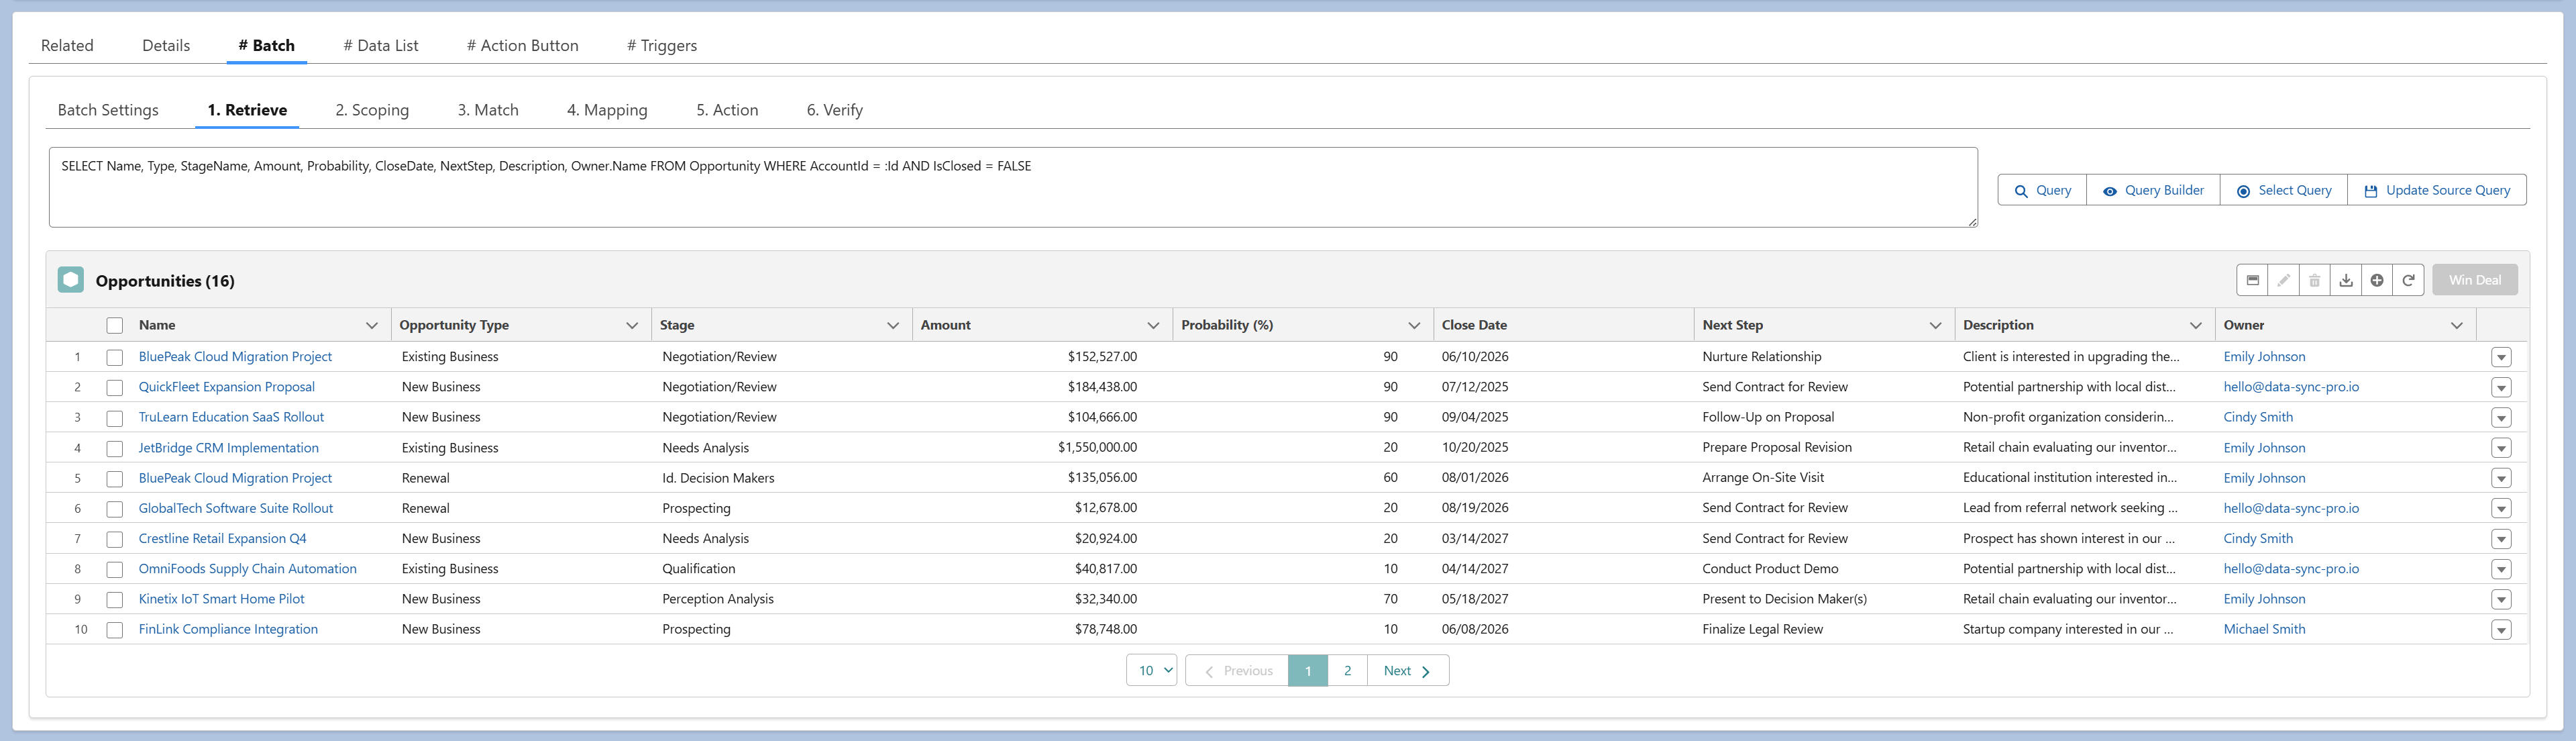 Related Details # Batch # Data List # Action Button # Triggers
Batch Settings 1. Retrieve 2. Scoping 3. Match 4. Mapping 5. Action 6. Verify
SELECT Name, Type, StageName, Amount, Probability, CloseDate, NextStep, Description, Owner.Name FROM Opportunity WHERE AccountId = :Id AND IsClosed = FALSE
Query Query Builder Select Query Update Source Query
Opportunities (16) Win Deal
Name Opportunity Type Stage Amount Probability (%) Close Date Next Step Description Owner
1 BluePeak Cloud Migration Project Existing Business Negotiation/Review $152,527.00 90 06/10/2026 Nurture Relationship Client is interested in upgrading the... Emily Johnson
2 QuickFleet Expansion Proposal New Business Negotiation/Review $184,438.00 90 07/12/2025 Send Contract for Review Potential partnership with local dist... hello@data-sync-pro.io
3 TruLearn Education SaaS Rollout New Business Negotiation/Review $104,666.00 90 09/04/2025 Follow-Up on Proposal Non-profit organization considerin... Cindy Smith
4 JetBridge CRM Implementation Existing Business Needs Analysis $1,550,000.00 20 10/20/2025 Prepare Proposal Revision Retail chain evaluating our inventor... Emily Johnson
5 BluePeak Cloud Migration Project Renewal Id. Decision Makers $135,056.00 60 08/01/2026 Arrange On-Site Visit Educational institution interested in... Emily Johnson
6 GlobalTech Software Suite Rollout Renewal Prospecting $12,678.00 20 08/19/2026 Send Contract for Review Lead from referral network seeking ... hello@data-sync-pro.io
7 Crestline Retail Expansion Q4 New Business Needs Analysis $20,924.00 20 03/14/2027 Send Contract for Review Prospect has shown interest in our ... Cindy Smith
8 OmniFoods Supply Chain Automation Existing Business Qualification $40,817.00 10 04/14/2027 Conduct Product Demo Potential partnership with local dist... hello@data-sync-pro.io
9 Kinetix IoT Smart Home Pilot New Business Perception Analysis $32,340.00 70 05/18/2027 Present to Decision Maker(s) Retail chain evaluating our inventor... Emily Johnson
10 FinLink Compliance Integration New Business Prospecting $78,748.00 10 06/08/2026 Finalize Legal Review Startup company interested in our ... Michael Smith
10 Previous 1 2 Next